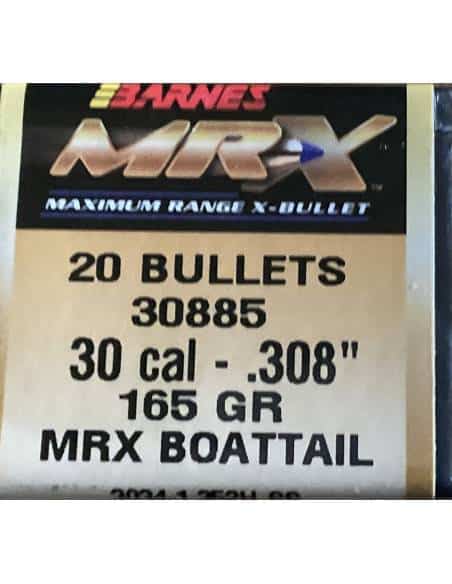 BARNES
MRX
MAXIMUM RANGE X-BULLET
20 BULLETS
30885
30 cal - .308"
165 GR
MRX BOATTAIL